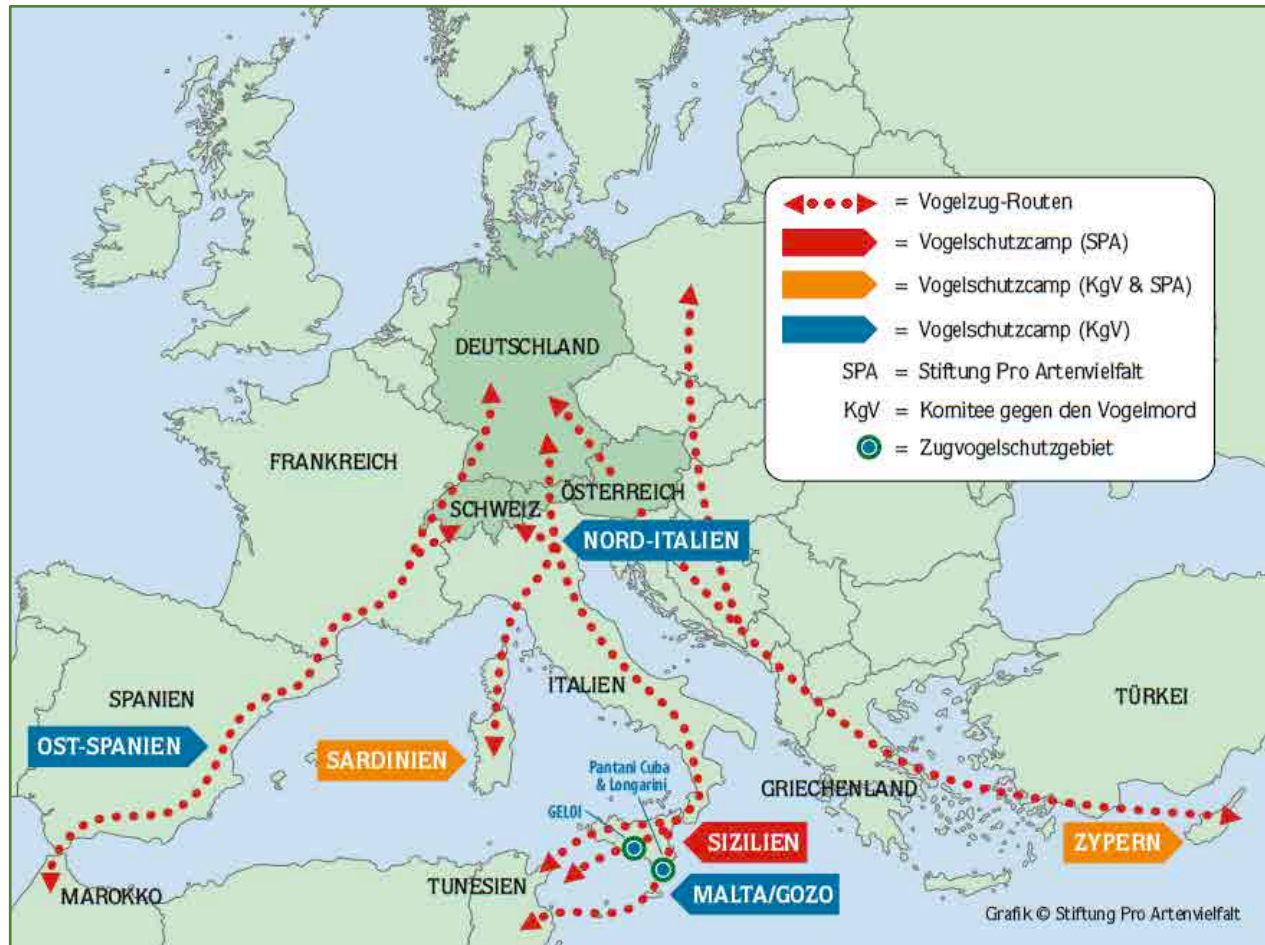 = Vogelzug-Routen
= Vogelschutzcamp (SPA)
= Vogelschutzcamp (KgV & SPA)
= Vogelschutzcamp (KgV)
SPA = Stiftung Pro Artenvielfalt
KgV = Komitee gegen den Vogelmord
= Zugvogelschutzgebiet
DEUTSCHLAND
FRANKREICH
ÖSTERREICH
SCHWEIZ
NORD-ITALIEN
SPANIEN
ITALIEN
TÜRKEI
OST-SPANIEN
SARDINIEN
Pantani Cuba
& Longarini
GRIECHENLAND
GELOI
SIZILIEN
ZYPERN
TUNESIEN
MAROKKO
MALTA/GOZO
Grafik © Stiftung Pro Artenvielfalt